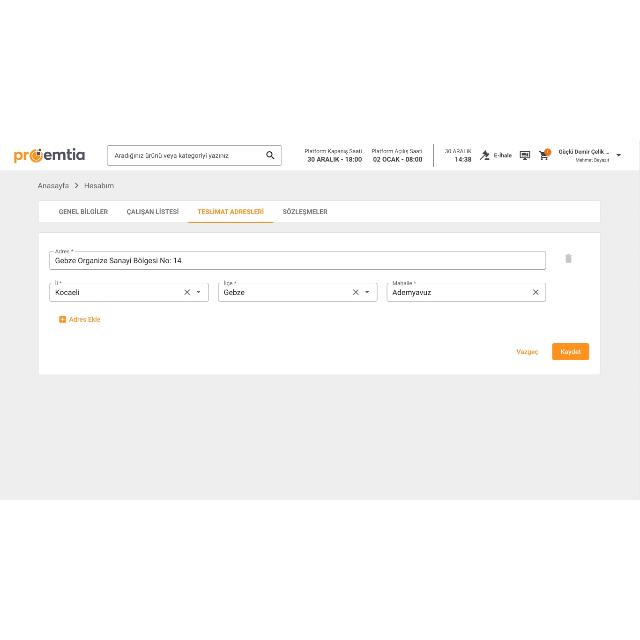 proemtia
Aradığınız ürünü veya kategoriyi yazınız
Platform Kapanış Saati
30 ARALIK - 18:00
Platform Açılış Saati
02 OCAK - 08:00
30 ARALIK
14:38
E-İhale
Güçlü Demir Çelik ...
Mehmet Beyazıt
Anasayfa > Hesabım
GENEL BİLGİLER
ÇALIŞAN LİSTESİ
TESLİMAT ADRESLERİ
SÖZLEŞMELER
Adres *
Gebze Organize Sanayi Bölgesi No: 14
İl *
Kocaeli
İlçe *
Gebze
Mahalle *
Ademyavuz
Adres Ekle
Vazgeç
Kaydet